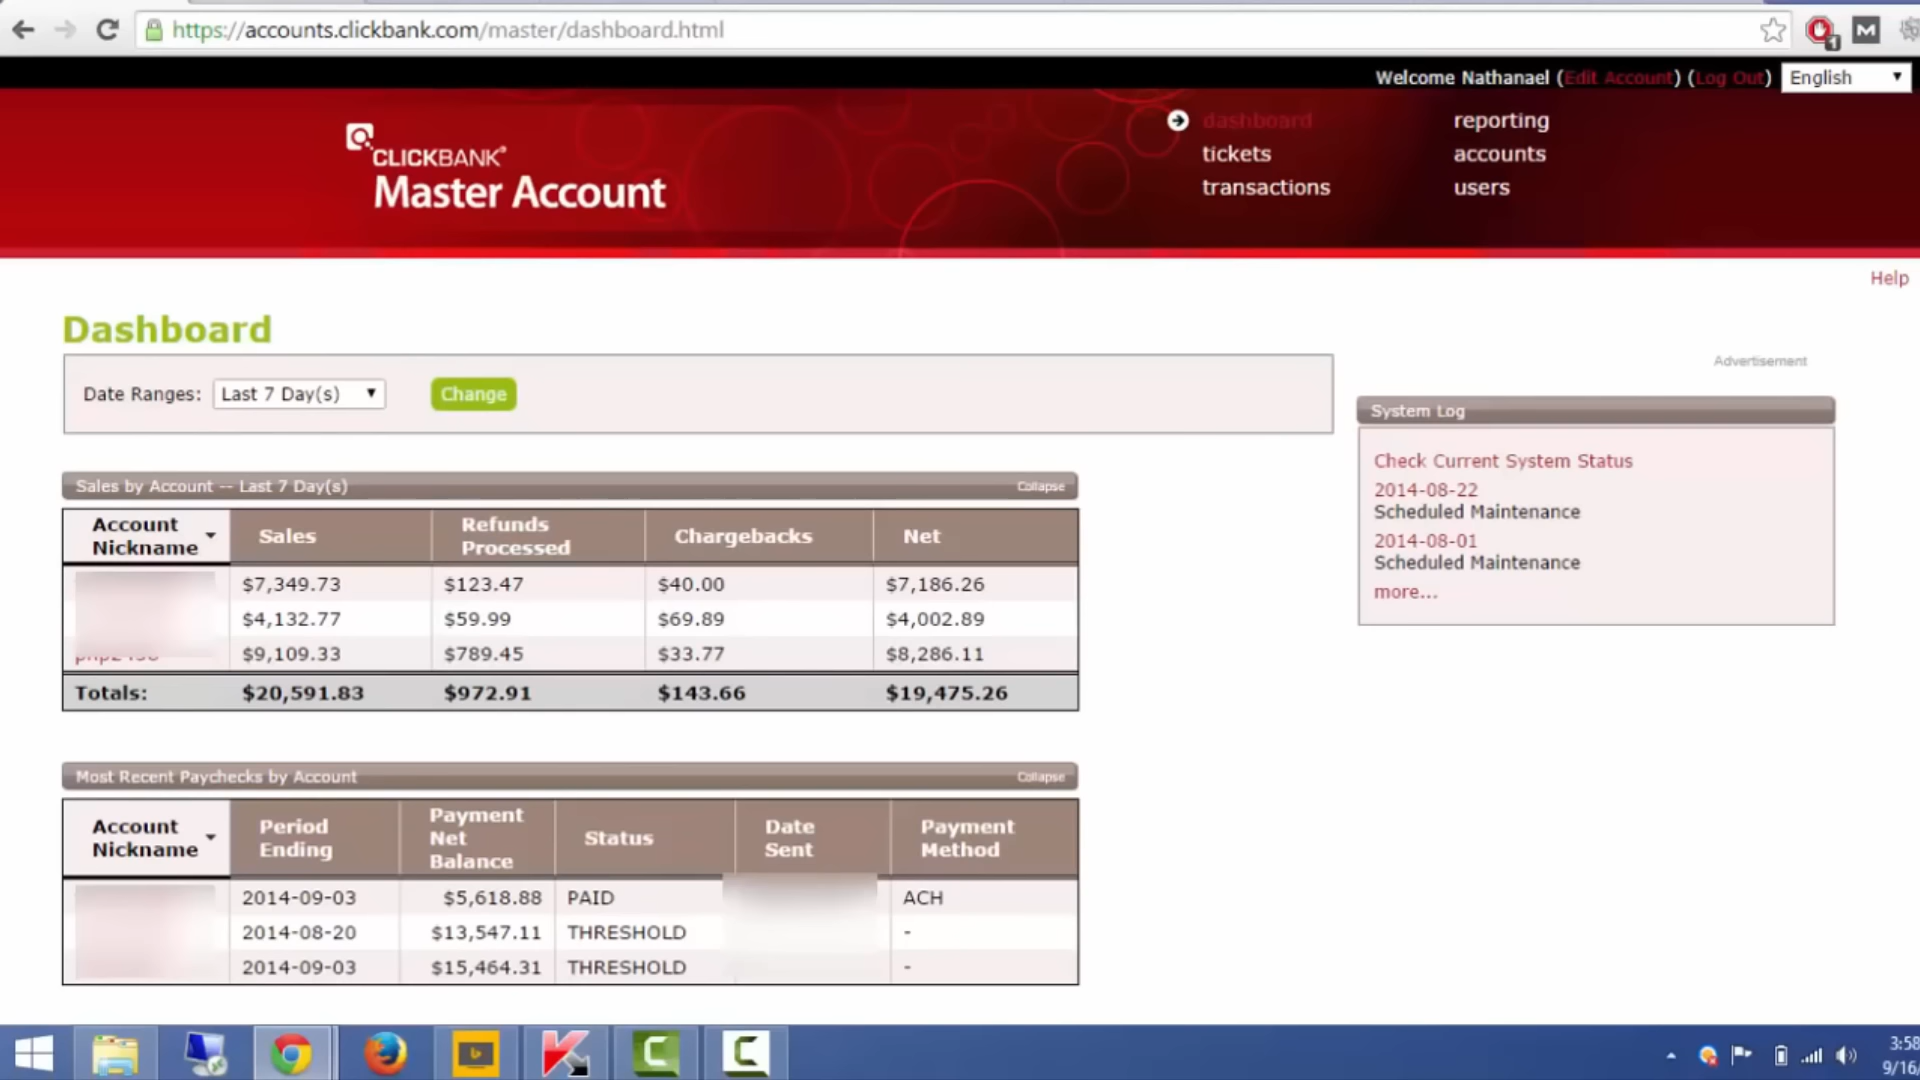 https://accounts.clickbank.com/master/dashboard.html
1
M
Welcome Nathanael (Edit Account) (Log Out) English
dashboard reporting
tickets accounts
transactions users
CLICKBANK®
Master Account
Help
Dashboard
Advertisement
Date Ranges: Last 7 Day(s) Change
System Log
Check Current System Status
2014-08-22
Scheduled Maintenance
2014-08-01
Scheduled Maintenance
more...
Sales by Account -- Last 7 Day(s) Collapse
Account Nickname Sales Refunds Processed Chargebacks Net
$7,349.73 $123.47 $40.00 $7,186.26
$4,132.77 $59.99 $69.89 $4,002.89
$9,109.33 $789.45 $33.77 $8,286.11
Totals: $20,591.83 $972.91 $143.66 $19,475.26
Most Recent Paychecks by Account Collapse
Account Nickname Period Ending Payment Net Balance Status Date Sent Payment Method
2014-09-03 $5,618.88 PAID ACH
2014-08-20 $13,547.11 THRESHOLD -
2014-09-03 $15,464.31 THRESHOLD -
3:58
9/16/